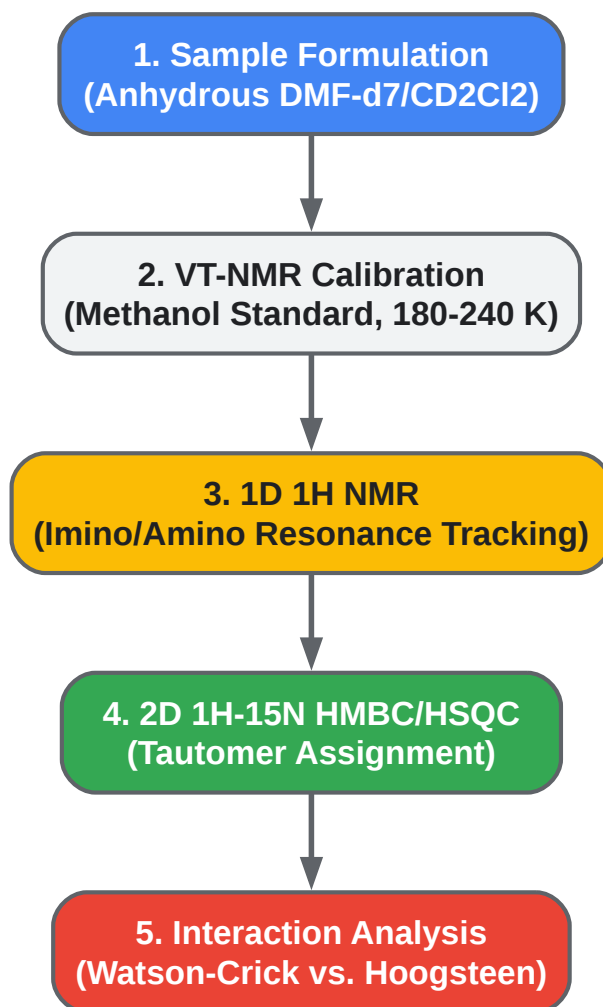 1. Sample Formulation
(Anhydrous DMF-d7/CD2Cl2)
2. VT-NMR Calibration
(Methanol Standard, 180-240 K)
3. 1D 1H NMR
(Imino/Amino Resonance Tracking)
4. 2D 1H-15N HMBC/HSQC
(Tautomer Assignment)
5. Interaction Analysis
(Watson-Crick vs. Hoogsteen)